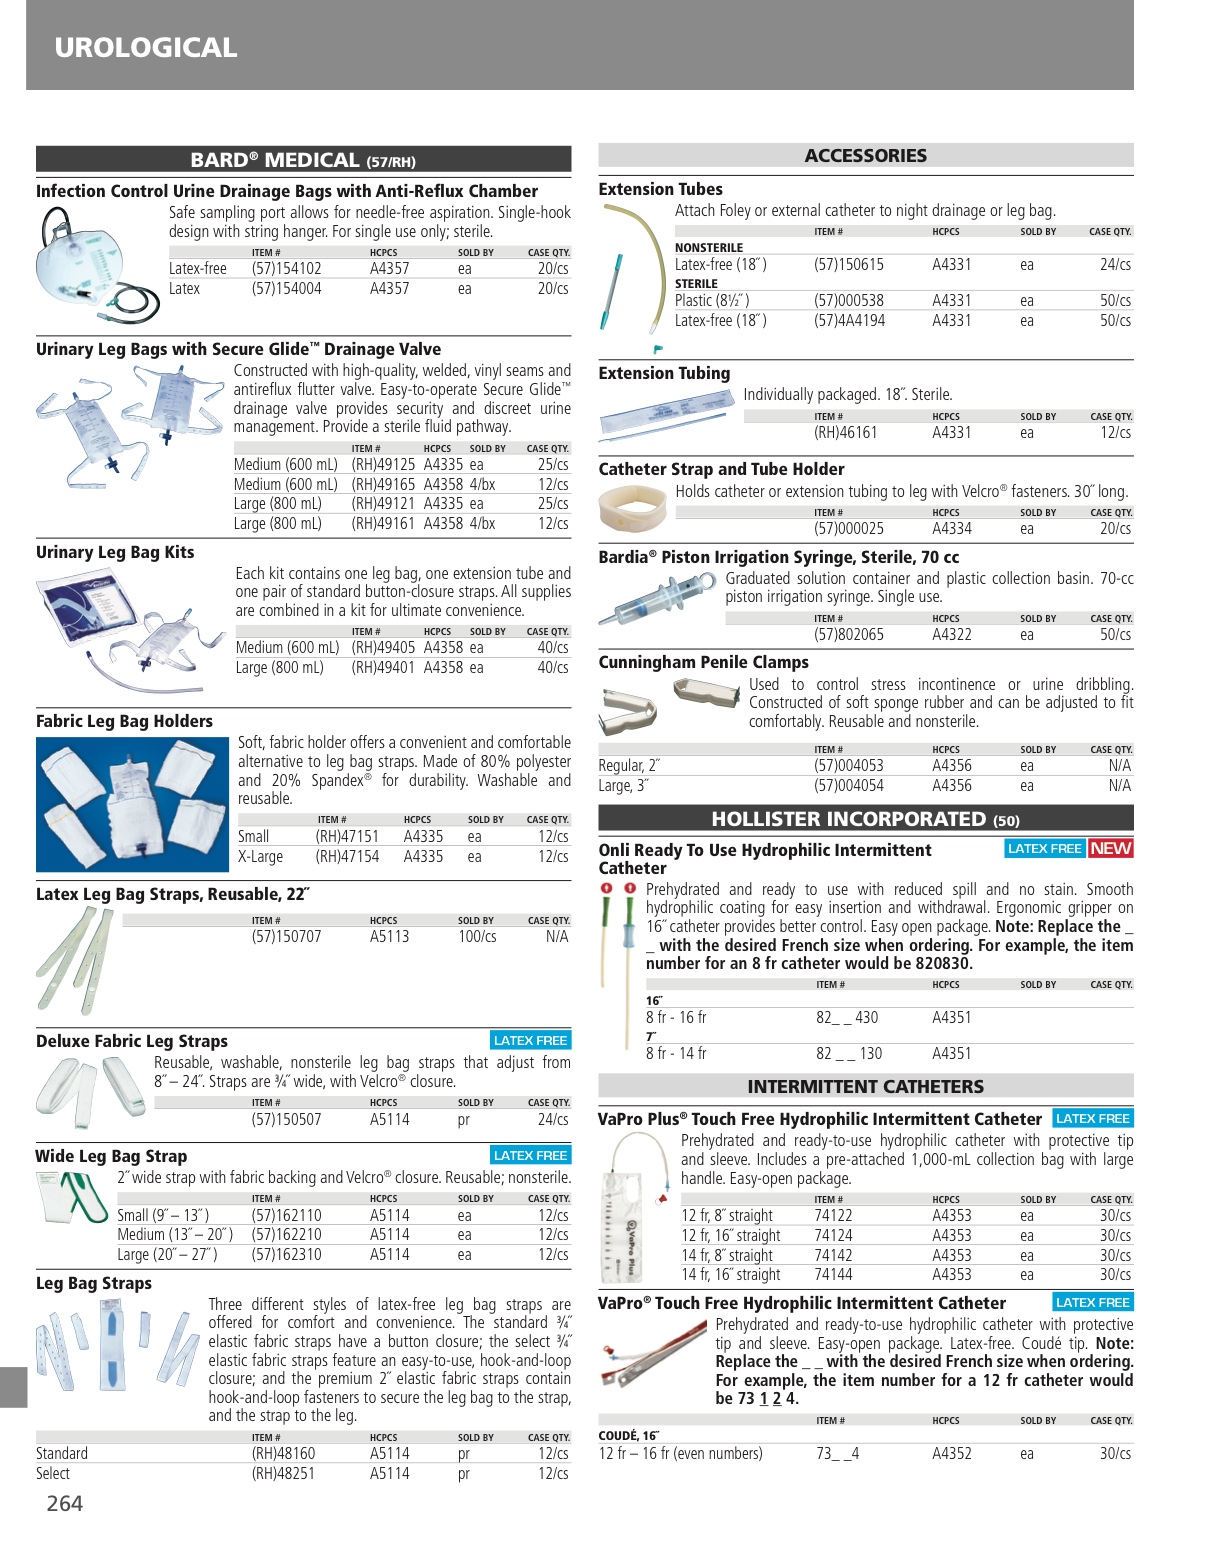 UROLOGICAL
BARD® MEDICAL (57/RH)
Infection Control Urine Drainage Bags with Anti-Reflux Chamber
Safe sampling port allows for needle-free aspiration. Single-hook
design with string hanger. For single use only; sterile.
ITEM # HCPCS SOLD BY CASE QTY.
Latex-free (57)154102 A4357 ea 20/cs
Latex (57)154004 A4357 ea 20/cs
Urinary Leg Bags with Secure Glide™ Drainage Valve
Constructed with high-quality, welded, vinyl seams and
antireflux flutter valve. Easy-to-operate Secure Glide™
drainage valve provides security and discreet urine
management. Provide a sterile fluid pathway.
ITEM # HCPCS SOLD BY CASE QTY.
Medium (600 mL) (RH)49125 A4335 ea 25/cs
Medium (600 mL) (RH)49165 A4358 4/bx 12/cs
Large (800 mL) (RH)49121 A4335 ea 25/cs
Large (800 mL) (RH)49161 A4358 4/bx 12/cs
Urinary Leg Bag Kits
Each kit contains one leg bag, one extension tube and
one pair of standard button-closure straps. All supplies
are combined in a kit for ultimate convenience.
ITEM # HCPCS SOLD BY CASE QTY.
Medium (600 mL) (RH)49405 A4358 ea 40/cs
Large (800 mL) (RH)49401 A4358 ea 40/cs
Fabric Leg Bag Holders
Soft, fabric holder offers a convenient and comfortable
alternative to leg bag straps. Made of 80% polyester
and 20% Spandex® for durability. Washable and
reusable.
ITEM # HCPCS SOLD BY CASE QTY.
Small (RH)47151 A4335 ea 12/cs
X-Large (RH)47154 A4335 ea 12/cs
Latex Leg Bag Straps, Reusable, 22˝
ITEM # HCPCS SOLD BY CASE QTY.
(57)150707 A5113 100/cs N/A
Deluxe Fabric Leg Straps LATEX FREE
Reusable, washable, nonsterile leg bag straps that adjust from
8˝ – 24˝. Straps are ¾˝ wide, with Velcro® closure.
ITEM # HCPCS SOLD BY CASE QTY.
(57)150507 A5114 pr 24/cs
Wide Leg Bag Strap LATEX FREE
2˝ wide strap with fabric backing and Velcro® closure. Reusable; nonsterile.
ITEM # HCPCS SOLD BY CASE QTY.
Small (9˝ – 13˝ ) (57)162110 A5114 ea 12/cs
Medium (13˝ – 20˝ ) (57)162210 A5114 ea 12/cs
Large (20˝ – 27˝ ) (57)162310 A5114 ea 12/cs
Leg Bag Straps
Three different styles of latex-free leg bag straps are
offered for comfort and convenience. The standard ¾˝
elastic fabric straps have a button closure; the select ¾˝
elastic fabric straps feature an easy-to-use, hook-and-loop
closure; and the premium 2˝ elastic fabric straps contain
hook-and-loop fasteners to secure the leg bag to the strap,
and the strap to the leg.
ITEM # HCPCS SOLD BY CASE QTY.
Standard (RH)48160 A5114 pr 12/cs
Select (RH)48251 A5114 pr 12/cs
264
ACCESSORIES
Extension Tubes
Attach Foley or external catheter to night drainage or leg bag.
ITEM # HCPCS SOLD BY CASE QTY.
NONSTERILE
Latex-free (18˝ ) (57)150615 A4331 ea 24/cs
STERILE
Plastic (8½˝ ) (57)000538 A4331 ea 50/cs
Latex-free (18˝ ) (57)4A4194 A4331 ea 50/cs
Extension Tubing
Individually packaged. 18˝. Sterile.
ITEM # HCPCS SOLD BY CASE QTY.
(RH)46161 A4331 ea 12/cs
Catheter Strap and Tube Holder
Holds catheter or extension tubing to leg with Velcro® fasteners. 30˝ long.
ITEM # HCPCS SOLD BY CASE QTY.
(57)000025 A4334 ea 20/cs
Bardia® Piston Irrigation Syringe, Sterile, 70 cc
Graduated solution container and plastic collection basin. 70-cc
piston irrigation syringe. Single use.
ITEM # HCPCS SOLD BY CASE QTY.
(57)802065 A4322 ea 50/cs
Cunningham Penile Clamps
Used to control stress incontinence or urine dribbling.
Constructed of soft sponge rubber and can be adjusted to fit
comfortably. Reusable and nonsterile.
ITEM # HCPCS SOLD BY CASE QTY.
Regular, 2˝ (57)004053 A4356 ea N/A
Large, 3˝ (57)004054 A4356 ea N/A
HOLLISTER INCORPORATED (50)
Onli Ready To Use Hydrophilic Intermittent LATEX FREE NEW
Catheter
Prehydrated and ready to use with reduced spill and no stain. Smooth
hydrophilic coating for easy insertion and withdrawal. Ergonomic gripper on
16˝ catheter provides better control. Easy open package. Note: Replace the _
_ with the desired French size when ordering. For example, the item
number for an 8 fr catheter would be 820830.
ITEM # HCPCS SOLD BY CASE QTY.
16˝
8 fr - 16 fr 82_ _ 430 A4351
7˝
8 fr - 14 fr 82 _ _ 130 A4351
INTERMITTENT CATHETERS
VaPro Plus® Touch Free Hydrophilic Intermittent Catheter LATEX FREE
Prehydrated and ready-to-use hydrophilic catheter with protective tip
and sleeve. Includes a pre-attached 1,000-mL collection bag with large
handle. Easy-open package.
VaPro Plus
ITEM # HCPCS SOLD BY CASE QTY.
12 fr, 8˝ straight 74122 A4353 ea 30/cs
12 fr, 16˝ straight 74124 A4353 ea 30/cs
14 fr, 8˝ straight 74142 A4353 ea 30/cs
14 fr, 16˝ straight 74144 A4353 ea 30/cs
VaPro® Touch Free Hydrophilic Intermittent Catheter LATEX FREE
Prehydrated and ready-to-use hydrophilic catheter with protective
tip and sleeve. Easy-open package. Latex-free. Coudé tip. Note:
Replace the _ _ with the desired French size when ordering.
For example, the item number for a 12 fr catheter would
be 73 1 2 4.
ITEM # HCPCS SOLD BY CASE QTY.
COUDÉ, 16˝
12 fr – 16 fr (even numbers) 73_ _4 A4352 ea 30/cs